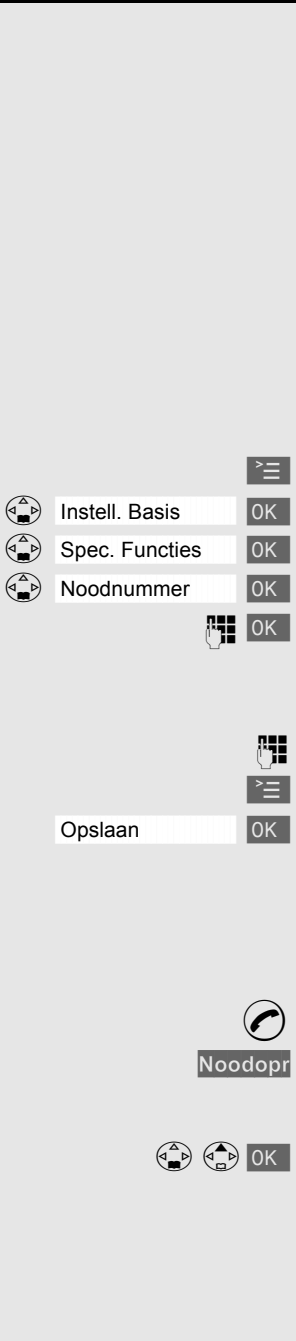 Instell. Basis OK
Spec. Functies OK
Noodnummer OK
OK
Opslaan OK
Noodopr
OK